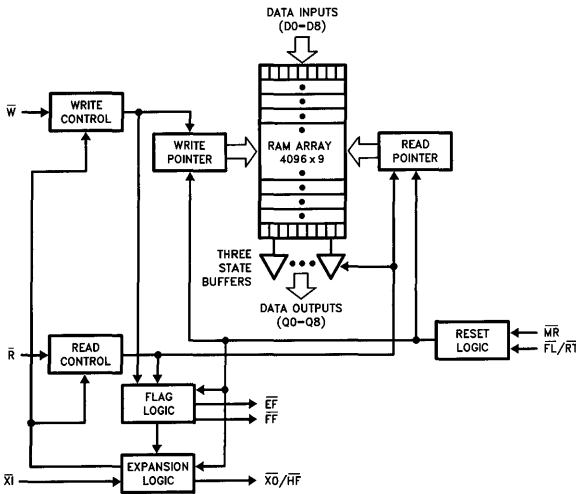 DATA INPUTS
(D0-D8)
W̅
WRITE
CONTROL
WRITE
POINTER
RAM ARRAY
4096 x 9
READ
POINTER
THREE
STATE
BUFFERS
DATA OUTPUTS
(Q0-Q8)
R̅
READ
CONTROL
RESET
LOGIC
M̅R̅
F̅L̅/R̅T̅
FLAG
LOGIC
E̅F̅
F̅F̅
X̅I̅
EXPANSION
LOGIC
X̅O̅/H̅F̅